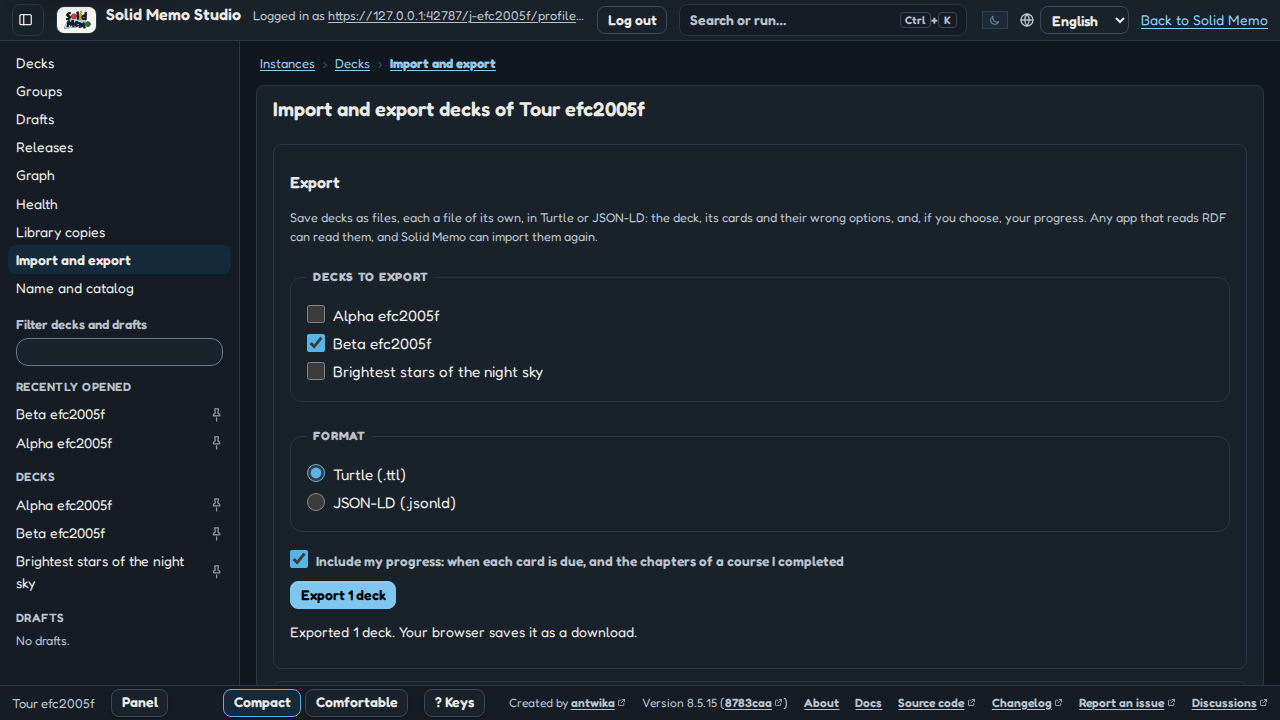 Solid Memo Studio
Logged in as https://127.0.0.1:42787/j-efc2005f/profile...
Log out
Search or run...
Ctrl+K
English
Back to Solid Memo
Decks
Groups
Drafts
Releases
Graph
Health
Library copies
Import and export
Name and catalog
Filter decks and drafts
RECENTLY OPENED
Beta efc2005f
Alpha efc2005f
DECKS
Alpha efc2005f
Beta efc2005f
Brightest stars of the night
sky
DRAFTS
No drafts.
Instances › Decks › Import and export
Import and export decks of Tour efc2005f
Export
Save decks as files, each a file of its own, in Turtle or JSON-LD: the deck, its cards and their wrong options, and, if you choose, your progress. Any app that reads RDF
can read them, and Solid Memo can import them again.
DECKS TO EXPORT
Alpha efc2005f
Beta efc2005f
Brightest stars of the night sky
FORMAT
Turtle (.ttl)
JSON-LD (.jsonld)
Include my progress: when each card is due, and the chapters of a course I completed
Export 1 deck
Exported 1 deck. Your browser saves it as a download.
Tour efc2005f
Panel
Compact
Comfortable
? Keys
Created by antwika
Version 8.5.15 (8783caa)
About
Docs
Source code
Changelog
Report an issue
Discussions